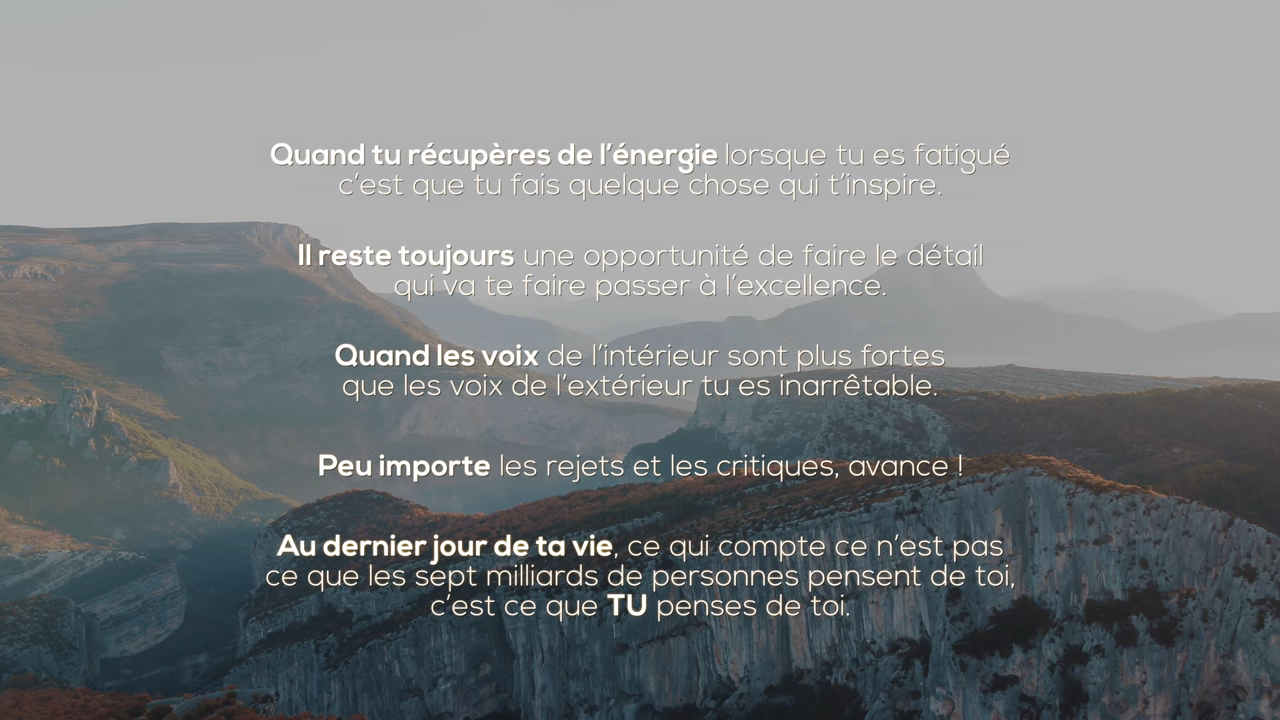 Quand tu récupères de l’énergie lorsque tu es fatigué
c’est que tu fais quelque chose qui t’inspire.
Il reste toujours une opportunité de faire le détail
qui va te faire passer à l’excellence.
Quand les voix de l’intérieur sont plus fortes
que les voix de l’extérieur tu es inarrêtable.
Peu importe les rejets et les critiques, avance !
Au dernier jour de ta vie, ce qui compte ce n’est pas
ce que les sept milliards de personnes pensent de toi,
c’est ce que TU penses de toi.